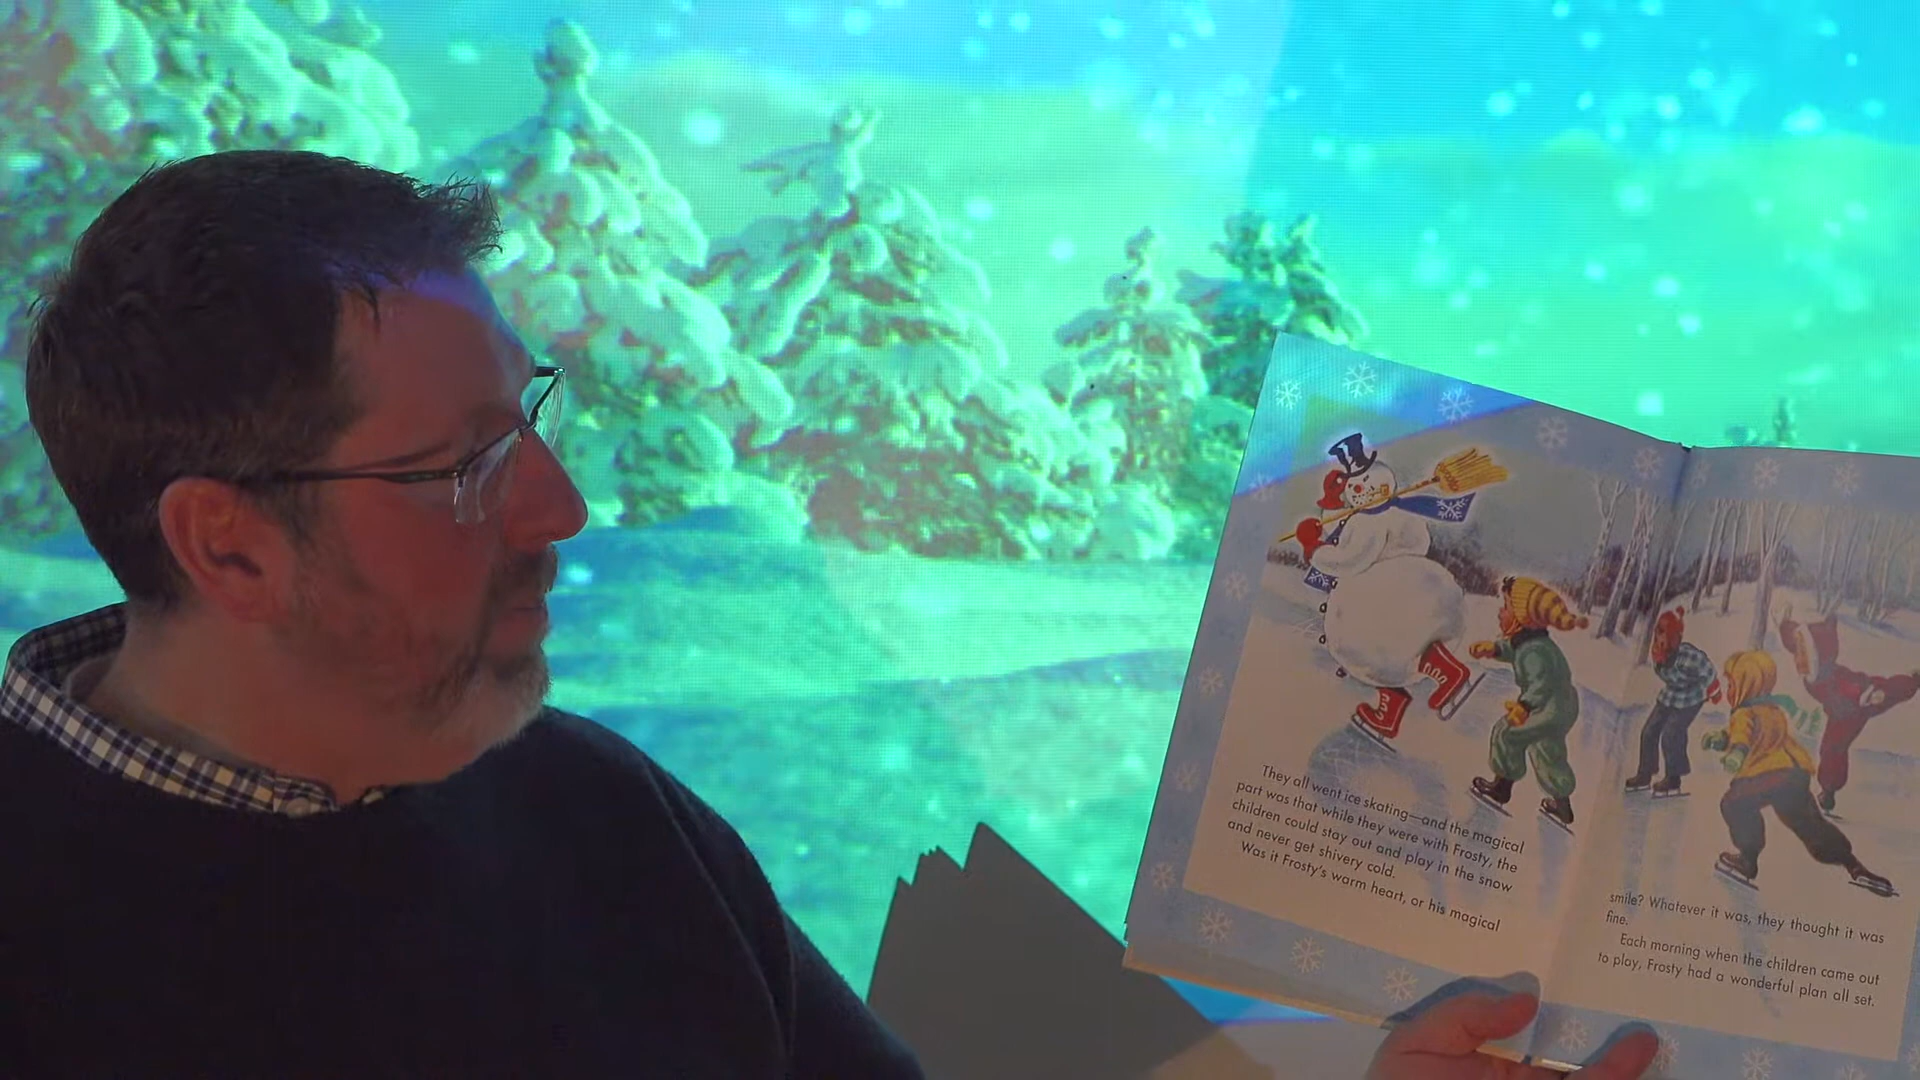 They all went ice skating—and the magical
part was that while they were with Frosty, the
children could stay out and play in the snow
and never get shivery cold.
Was it Frosty's warm heart, or his magical
smile? Whatever it was, they thought it was
fine.
Each morning when the children came out
to play, Frosty had a wonderful plan all set.